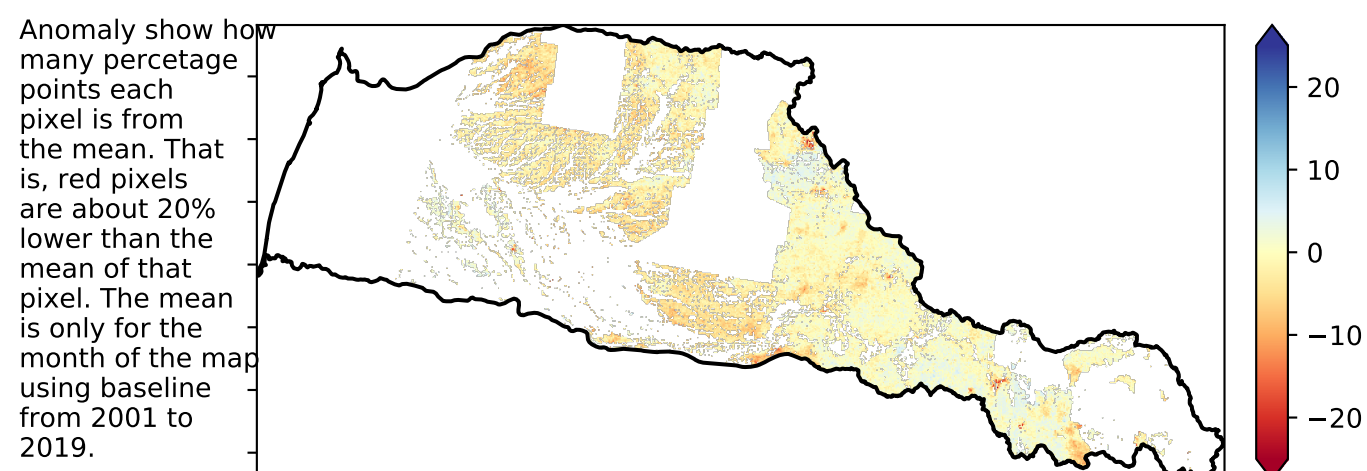 Anomaly show how
many percetage
points each
pixel is from
the mean. That
is, red pixels
are about 20%
lower than the
mean of that
pixel. The mean
is only for the
month of the map
using baseline
from 2001 to
2019.
20
10
0
−10
−20